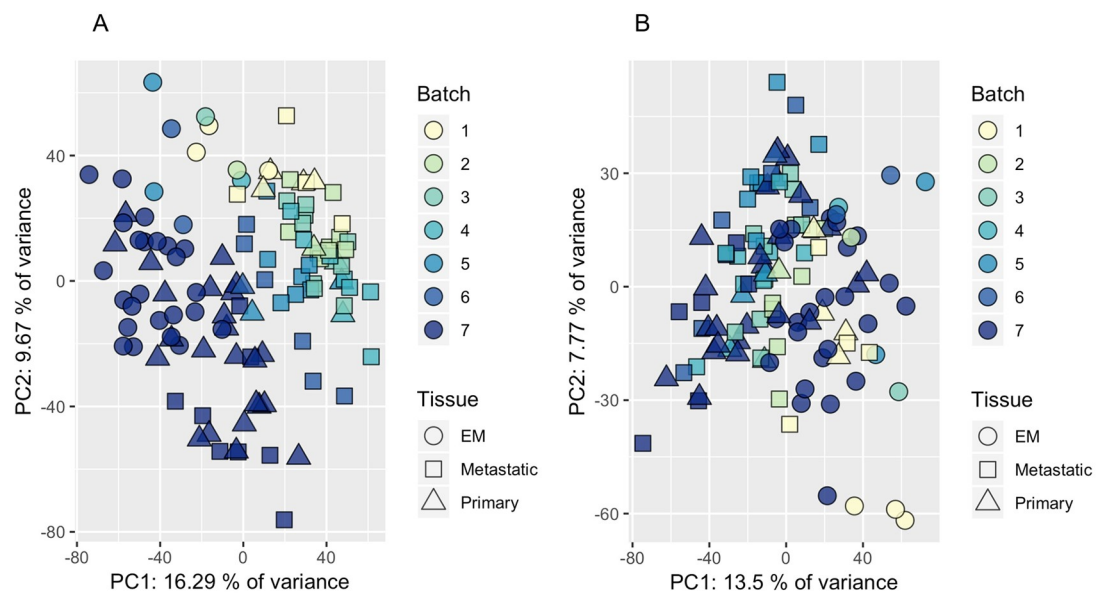 A
B
PC2: 9.67 % of variance
40
0
-40
-80
-80
-40
0
40
PC1: 16.29 % of variance
Batch
1
2
3
4
5
6
7
Tissue
EM
Metastatic
Primary
PC2: 7.77 % of variance
30
0
-30
-60
-80
-40
0
40
PC1: 13.5 % of variance
Batch
1
2
3
4
5
6
7
Tissue
EM
Metastatic
Primary